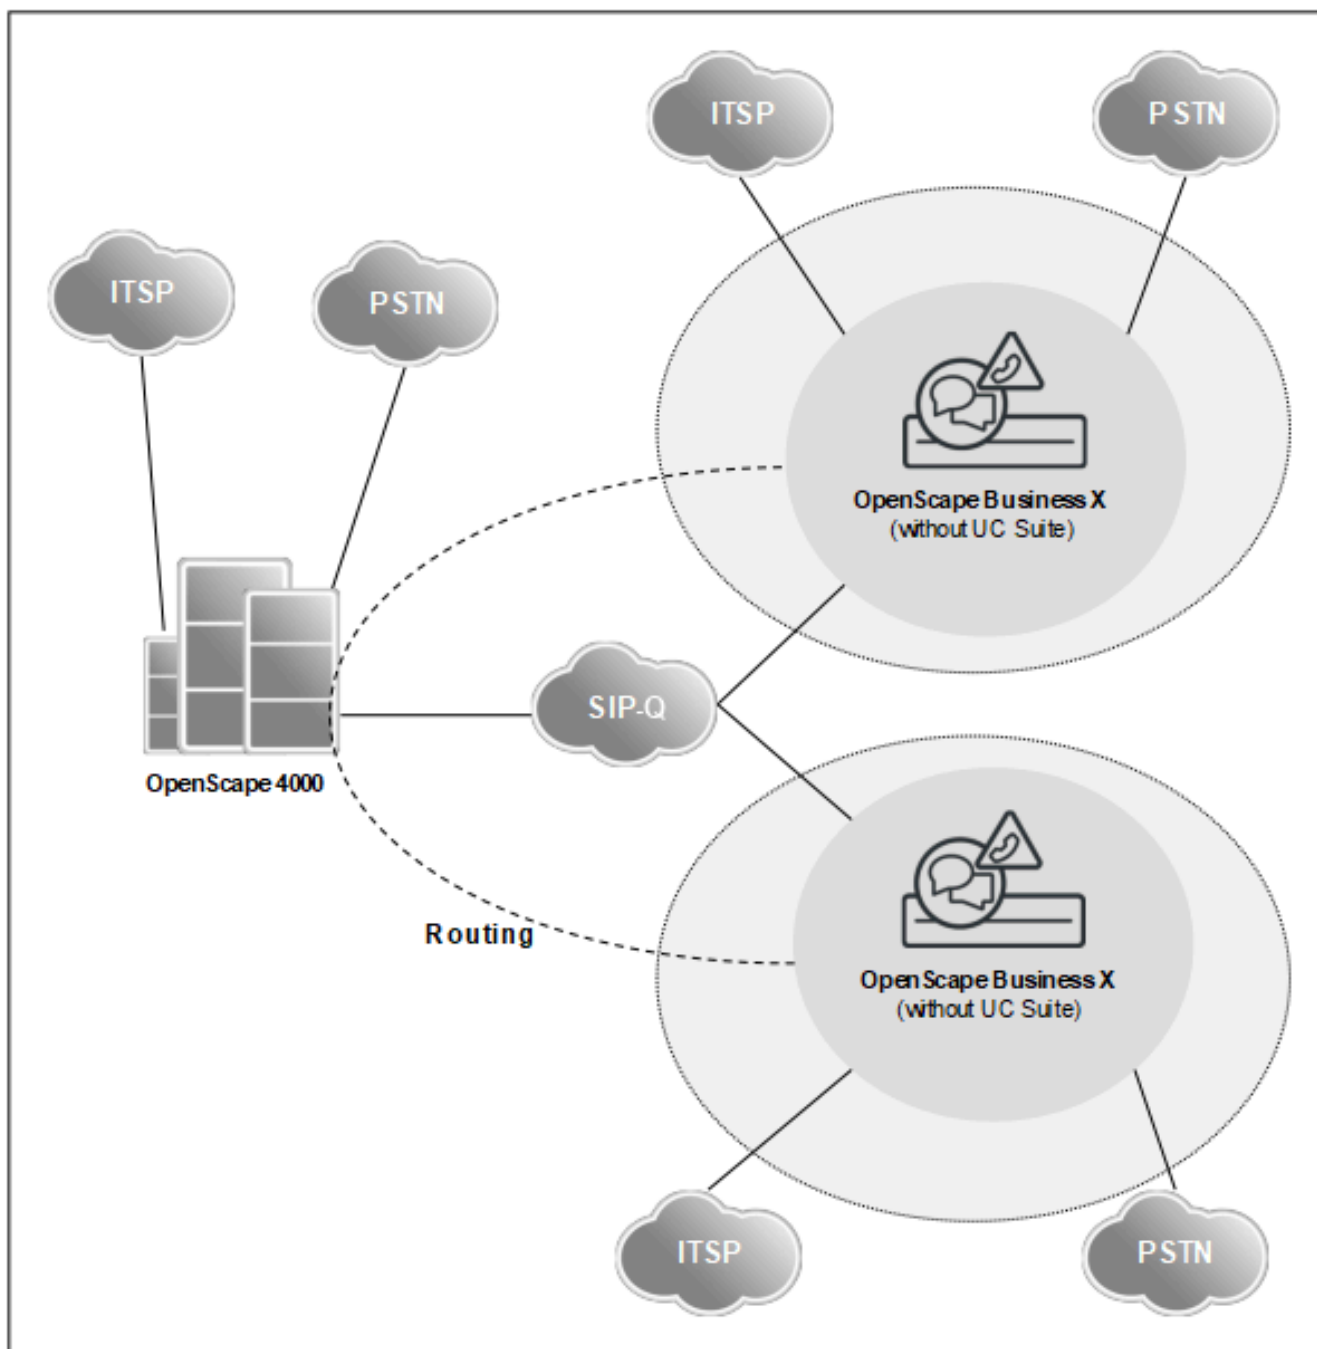 ITSP
PSTN
ITSP
PSTN
OpenScape Business X
(without UC Suite)
SIP-Q
OpenScape 4000
Routing
OpenScape Business X
(without UC Suite)
ITSP
PSTN